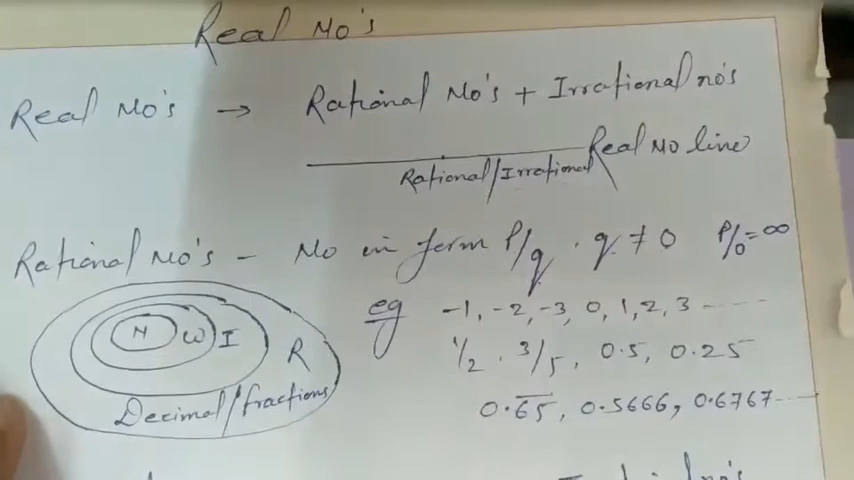 Real No's
Real No's → Rational No's + Irrational no's
Real No line
Rational/Irrational
Rational No's - No in form P/q . q ≠ 0 P/0 = ∞
eg -1, -2, -3, 0, 1, 2, 3 -----
1/2 . 3/5, 0.5, 0.25
N W I R
Decimal/fractions
0.6̅5̅, 0.5666, 0.6767----